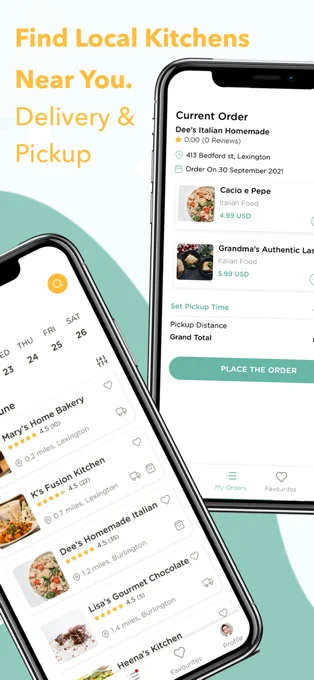 Find Local Kitchens
Near You.
Delivery &
Pickup
Current Order
Dee's Italian Homemade
0.00 (0 Reviews)
413 Bedford st, Lexington
Order On 30 September 2021
Cacio e Pepe
Italian Food
4.99 USD
Grandma's Authentic Las
Italian Food
5.99 USD
Set Pickup Time
Pickup Distance
Grand Total
PLACE THE ORDER
My Orders
Favourites
ED THU FRI SAT
23 24 25 26
une
Mary's Home Bakery
4.5 (10)
0.2 miles, Lexington
K's Fusion Kitchen
4.5 (22)
0.7 miles, Lexington
Dee's Homemade Italian
4.5 (35)
1.2 miles, Burlington
Lisa's Gourmet Chocolate
4.5 (5)
1.4 miles, Burlington
Heena's Kitchen
Favourites
Profile